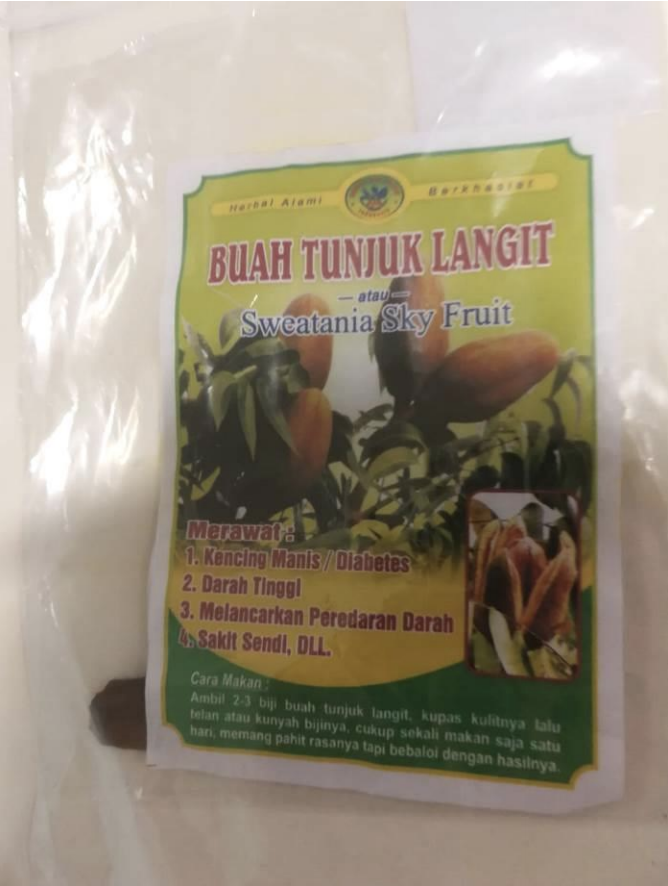 Herbal Alami Berkhasiat
BUAH TUNJUK LANGIT
— atau —
Sweatania Sky Fruit
Merawat :
1. Kencing Manis / Diabetes
2. Darah Tinggi
3. Melancarkan Peredaran Darah
4. Sakit Sendi, DLL.
Cara Makan :
Ambil 2-3 biji buah tunjuk langit, kupas kulitnya lalu
telan atau kunyah bijinya, cukup sekali makan saja satu
hari, memang pahit rasanya tapi bebaloi dengan hasilnya.